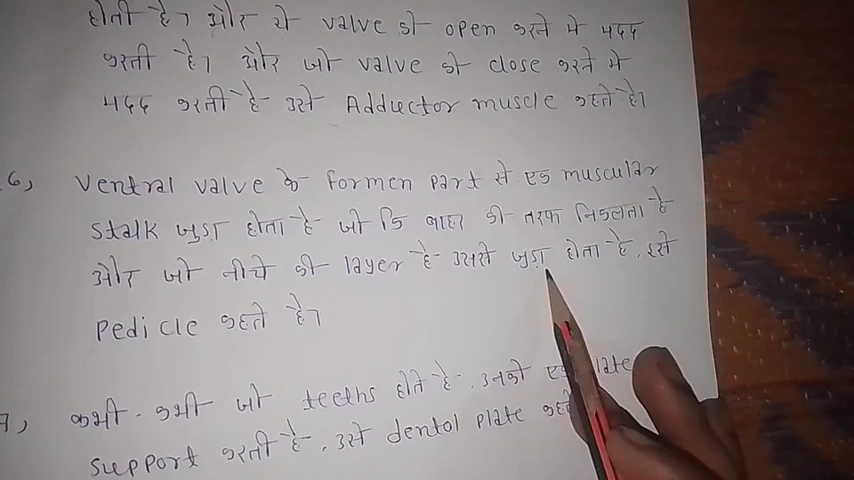 होती है। और ये valve को open करने मे मदद
करती है। और जो valve को close करने मे
मदद करती है उसे Adductor muscle कहते है।
6, Ventral valve के formen part से एक muscular
stalk जुड़ा होता है जो कि बाहर की तरफ निकलता है
और जो नीचे की layer है उससे जुड़ा होता है, इसे
Pedicle कहते है।
7, कभी-कभी जो teeths होते है, उनको एक plate
support करती है, उसे dental plate